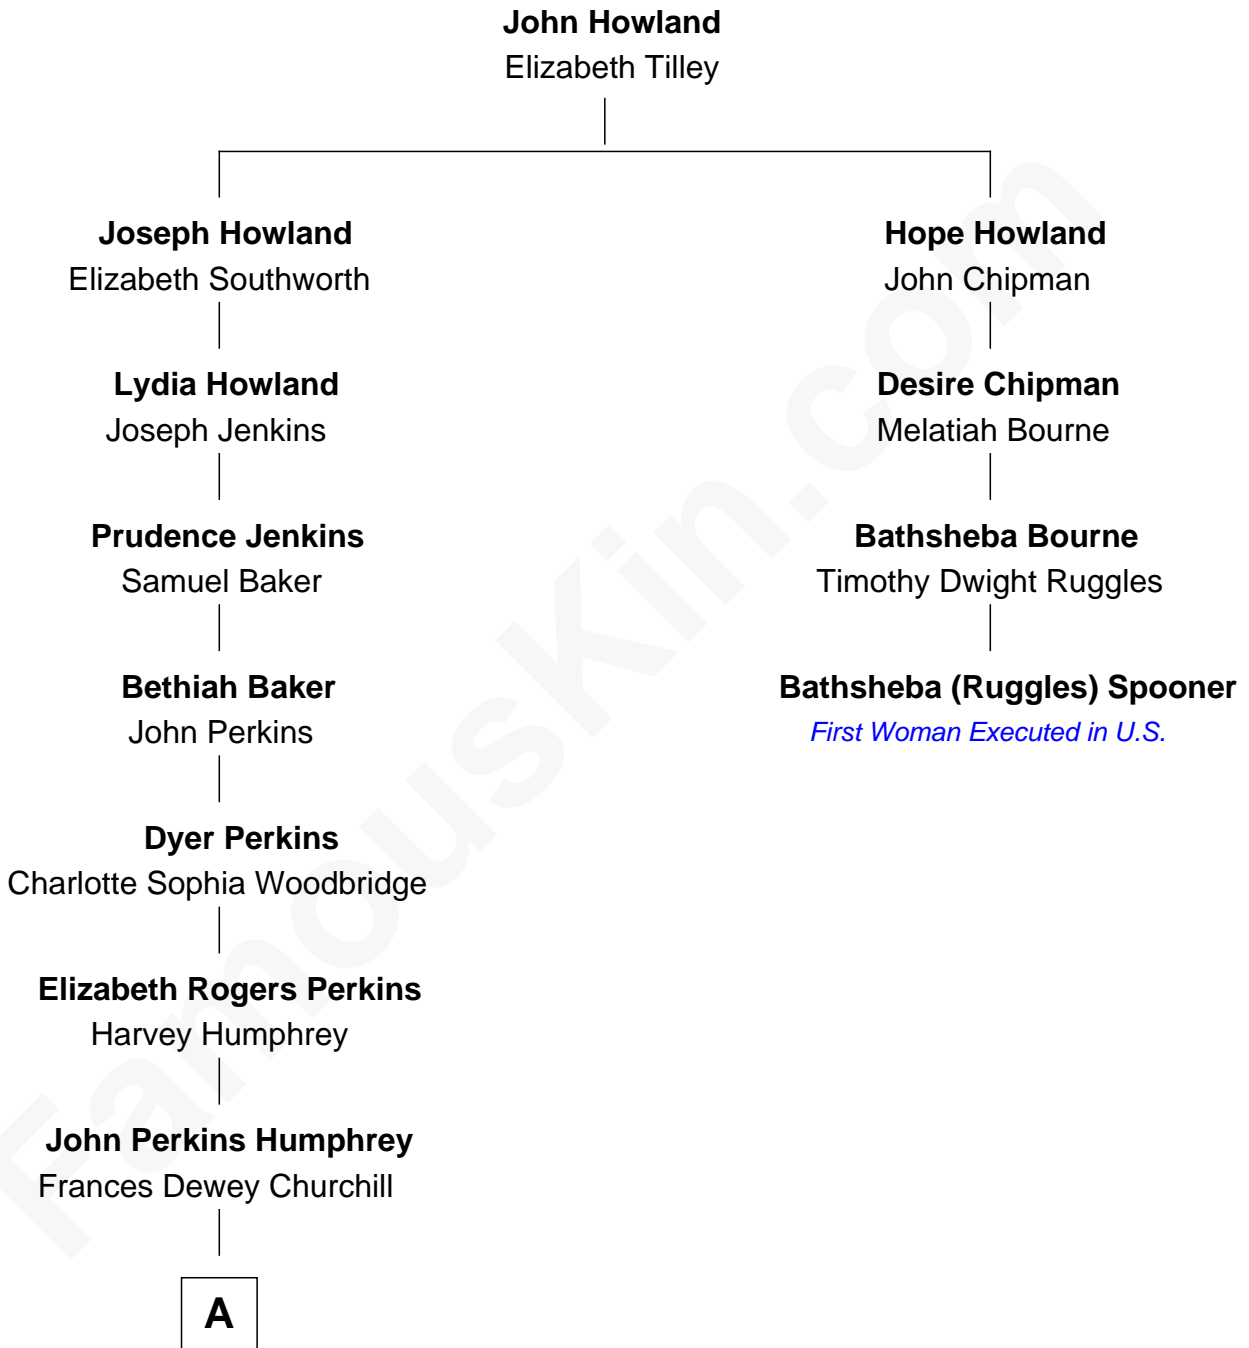 John Howland
Elizabeth Tilley
Joseph Howland
Elizabeth Southworth
Hope Howland
John Chipman
Lydia Howland
Joseph Jenkins
Desire Chipman
Melatiah Bourne
Prudence Jenkins
Samuel Baker
Bathsheba Bourne
Timothy Dwight Ruggles
Bethiah Baker
John Perkins
Bathsheba (Ruggles) Spooner
First Woman Executed in U.S.
Dyer Perkins
Charlotte Sophia Woodbridge
Elizabeth Rogers Perkins
Harvey Humphrey
John Perkins Humphrey
Frances Dewey Churchill
A
FamousKin.com